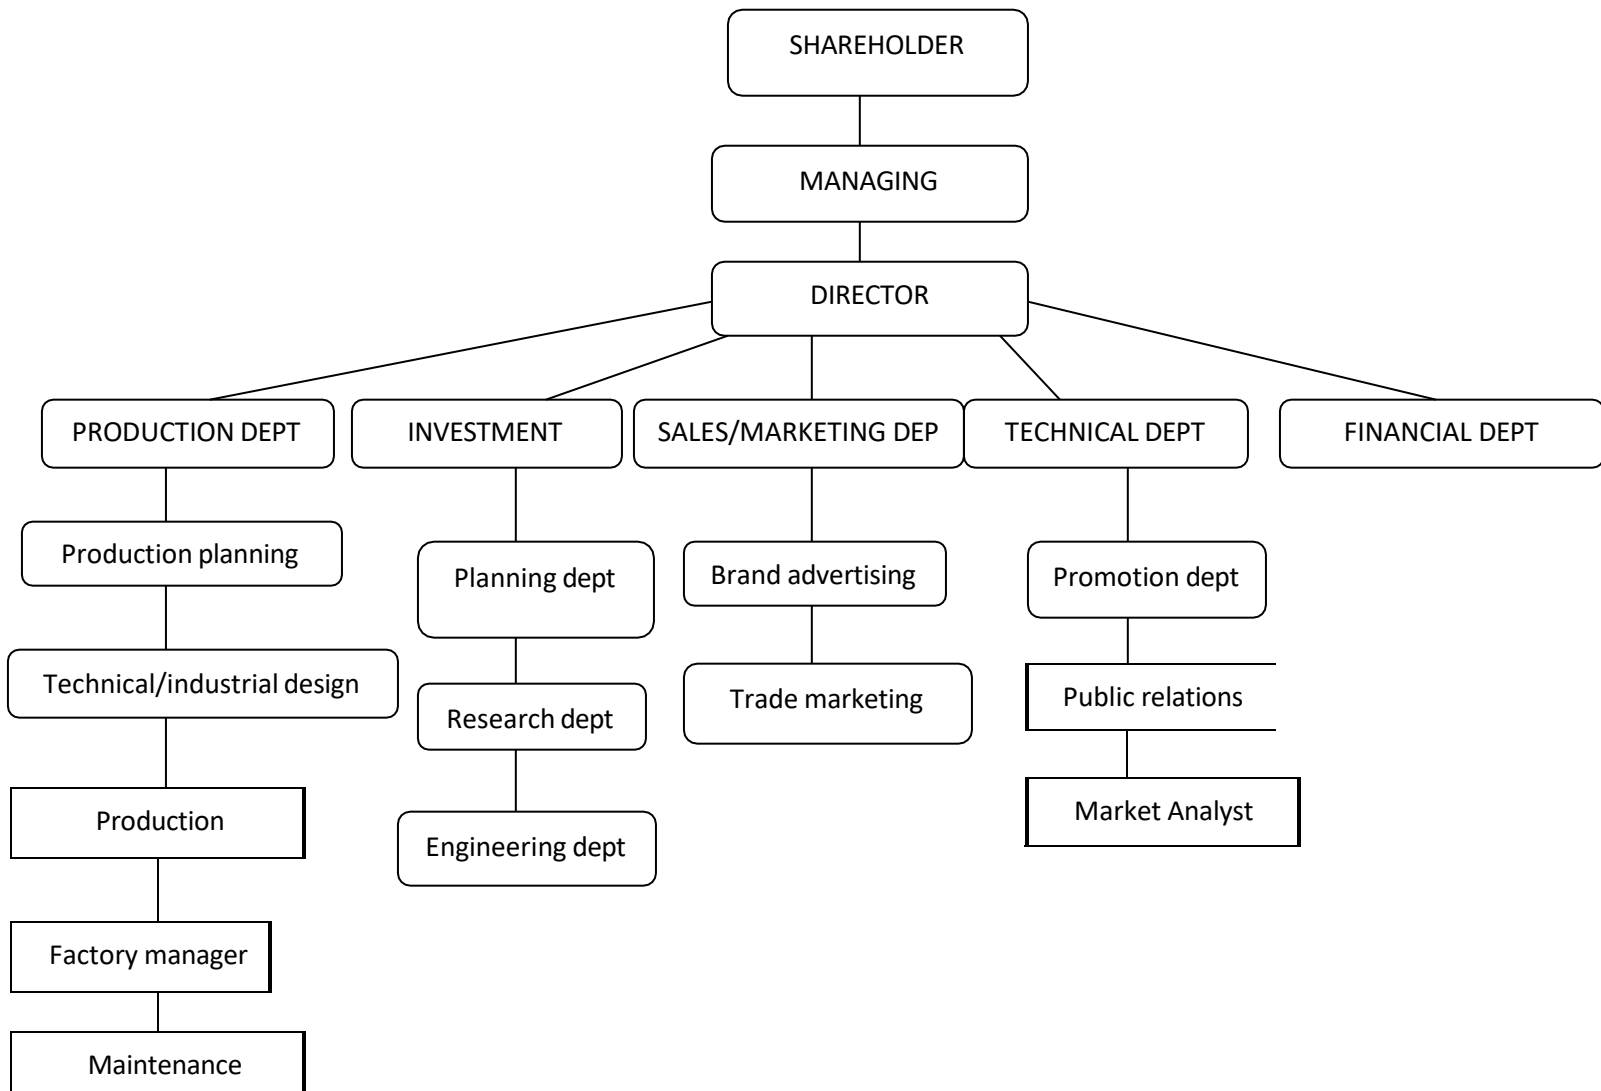 SHAREHOLDER
MANAGING
DIRECTOR
PRODUCTION DEPT
INVESTMENT
SALES/MARKETING DEP
TECHNICAL DEPT
FINANCIAL DEPT
Production planning
Planning dept
Brand advertising
Promotion dept
Technical/industrial design
Research dept
Trade marketing
Public relations
Production
Engineering dept
Market Analyst
Factory manager
Maintenance